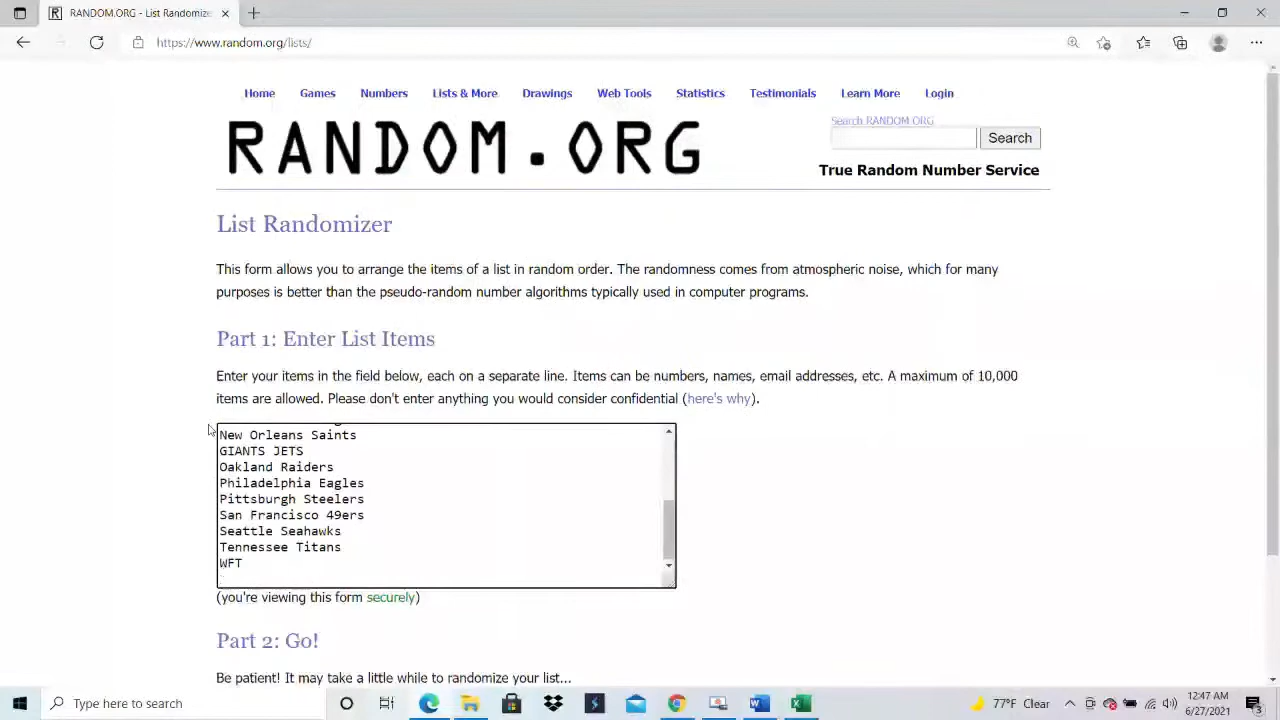 RANDOM.ORG - List Randomize
https://www.random.org/lists/
Home Games Numbers Lists & More Drawings Web Tools Statistics Testimonials Learn More Login
Search RANDOM.ORG
RANDOM.ORG
Search
True Random Number Service
List Randomizer
This form allows you to arrange the items of a list in random order. The randomness comes from atmospheric noise, which for many
purposes is better than the pseudo-random number algorithms typically used in computer programs.
Part 1: Enter List Items
Enter your items in the field below, each on a separate line. Items can be numbers, names, email addresses, etc. A maximum of 10,000
items are allowed. Please don't enter anything you would consider confidential (here's why).
New Orleans Saints
GIANTS JETS
Oakland Raiders
Philadelphia Eagles
Pittsburgh Steelers
San Francisco 49ers
Seattle Seahawks
Tennessee Titans
WFT
(you're viewing this form securely)
Part 2: Go!
Be patient! It may take a little while to randomize your list...
Type here to search
77°F Clear
12:47 AM
6/27/2021
3